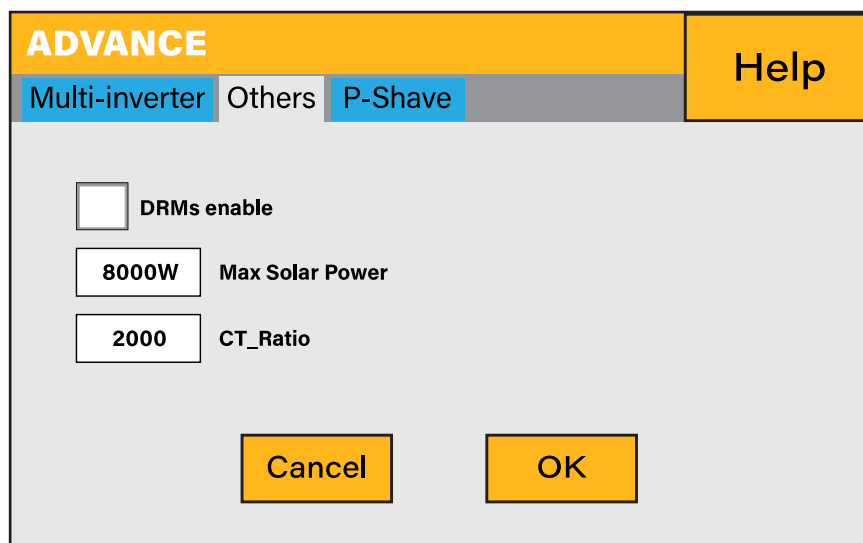 ADVANCE
Help
Multi-inverter Others P-Shave
DRMs enable
8000W Max Solar Power
2000 CT_Ratio
Cancel OK